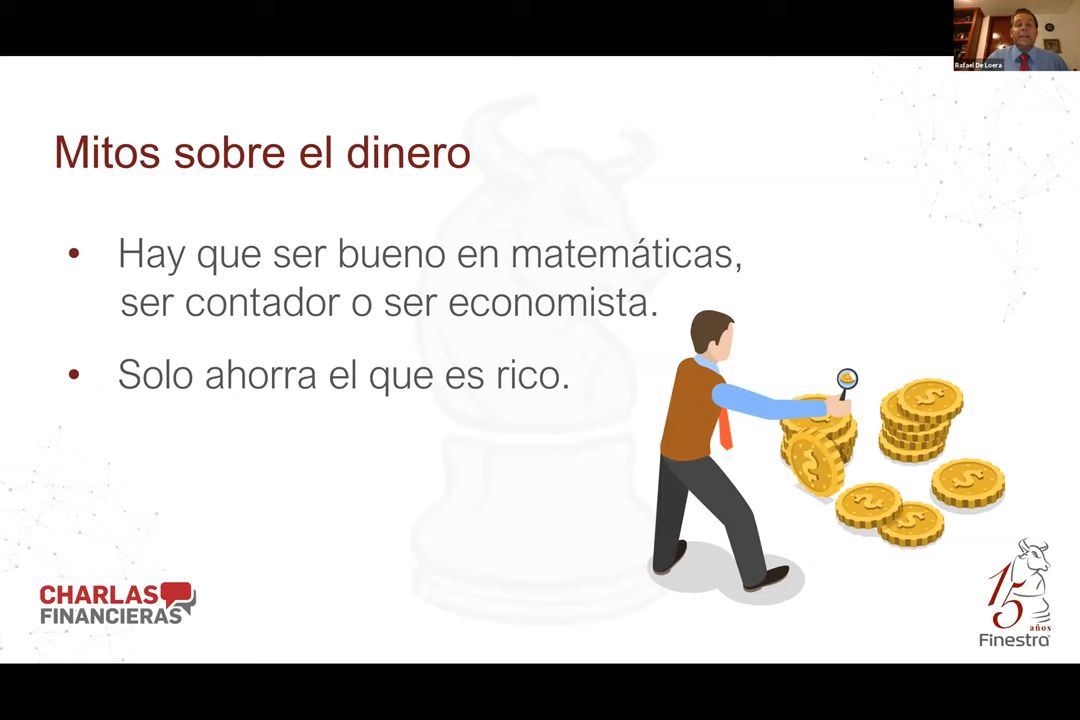 Rafael De Loera
Mitos sobre el dinero
• Hay que ser bueno en matemáticas,
ser contador o ser economista.
• Solo ahorra el que es rico.
CHARLAS
FINANCIERAS
15
años
Finestra